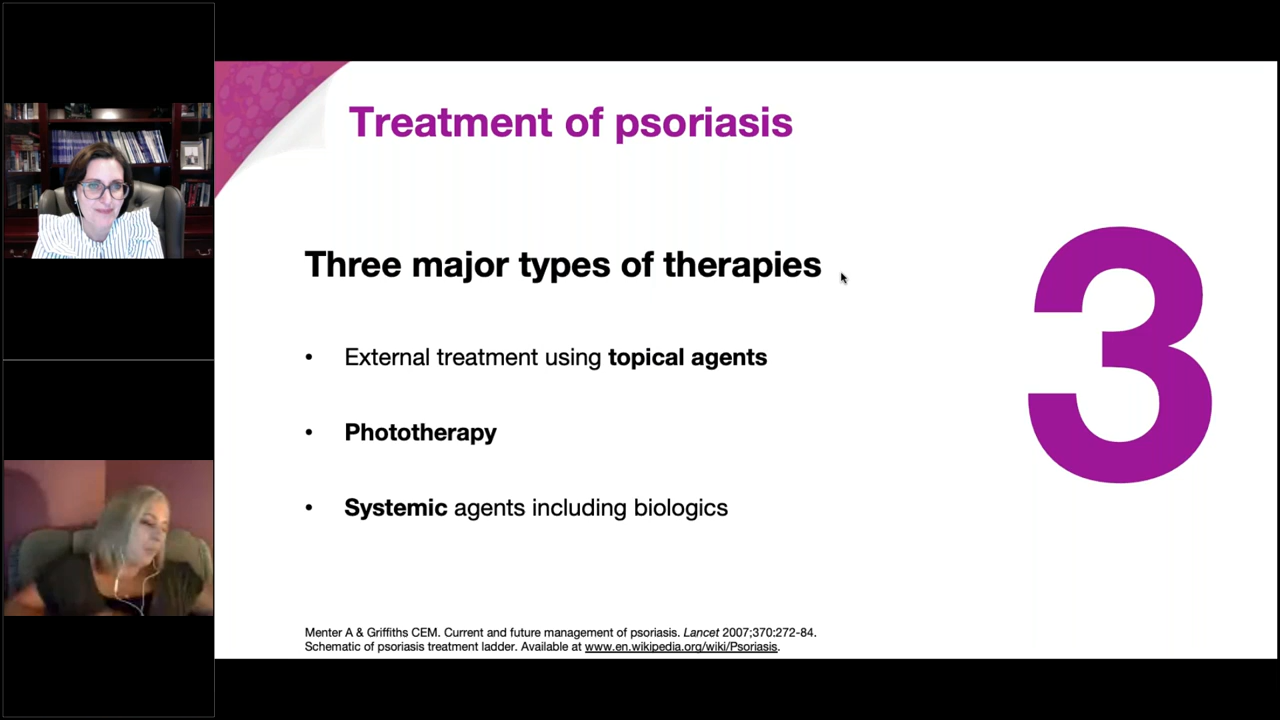 Treatment of psoriasis
Three major types of therapies
• External treatment using topical agents
• Phototherapy
• Systemic agents including biologics
3
Menter A & Griffiths CEM. Current and future management of psoriasis. Lancet 2007;370:272-84.
Schematic of psoriasis treatment ladder. Available at www.en.wikipedia.org/wiki/Psoriasis.